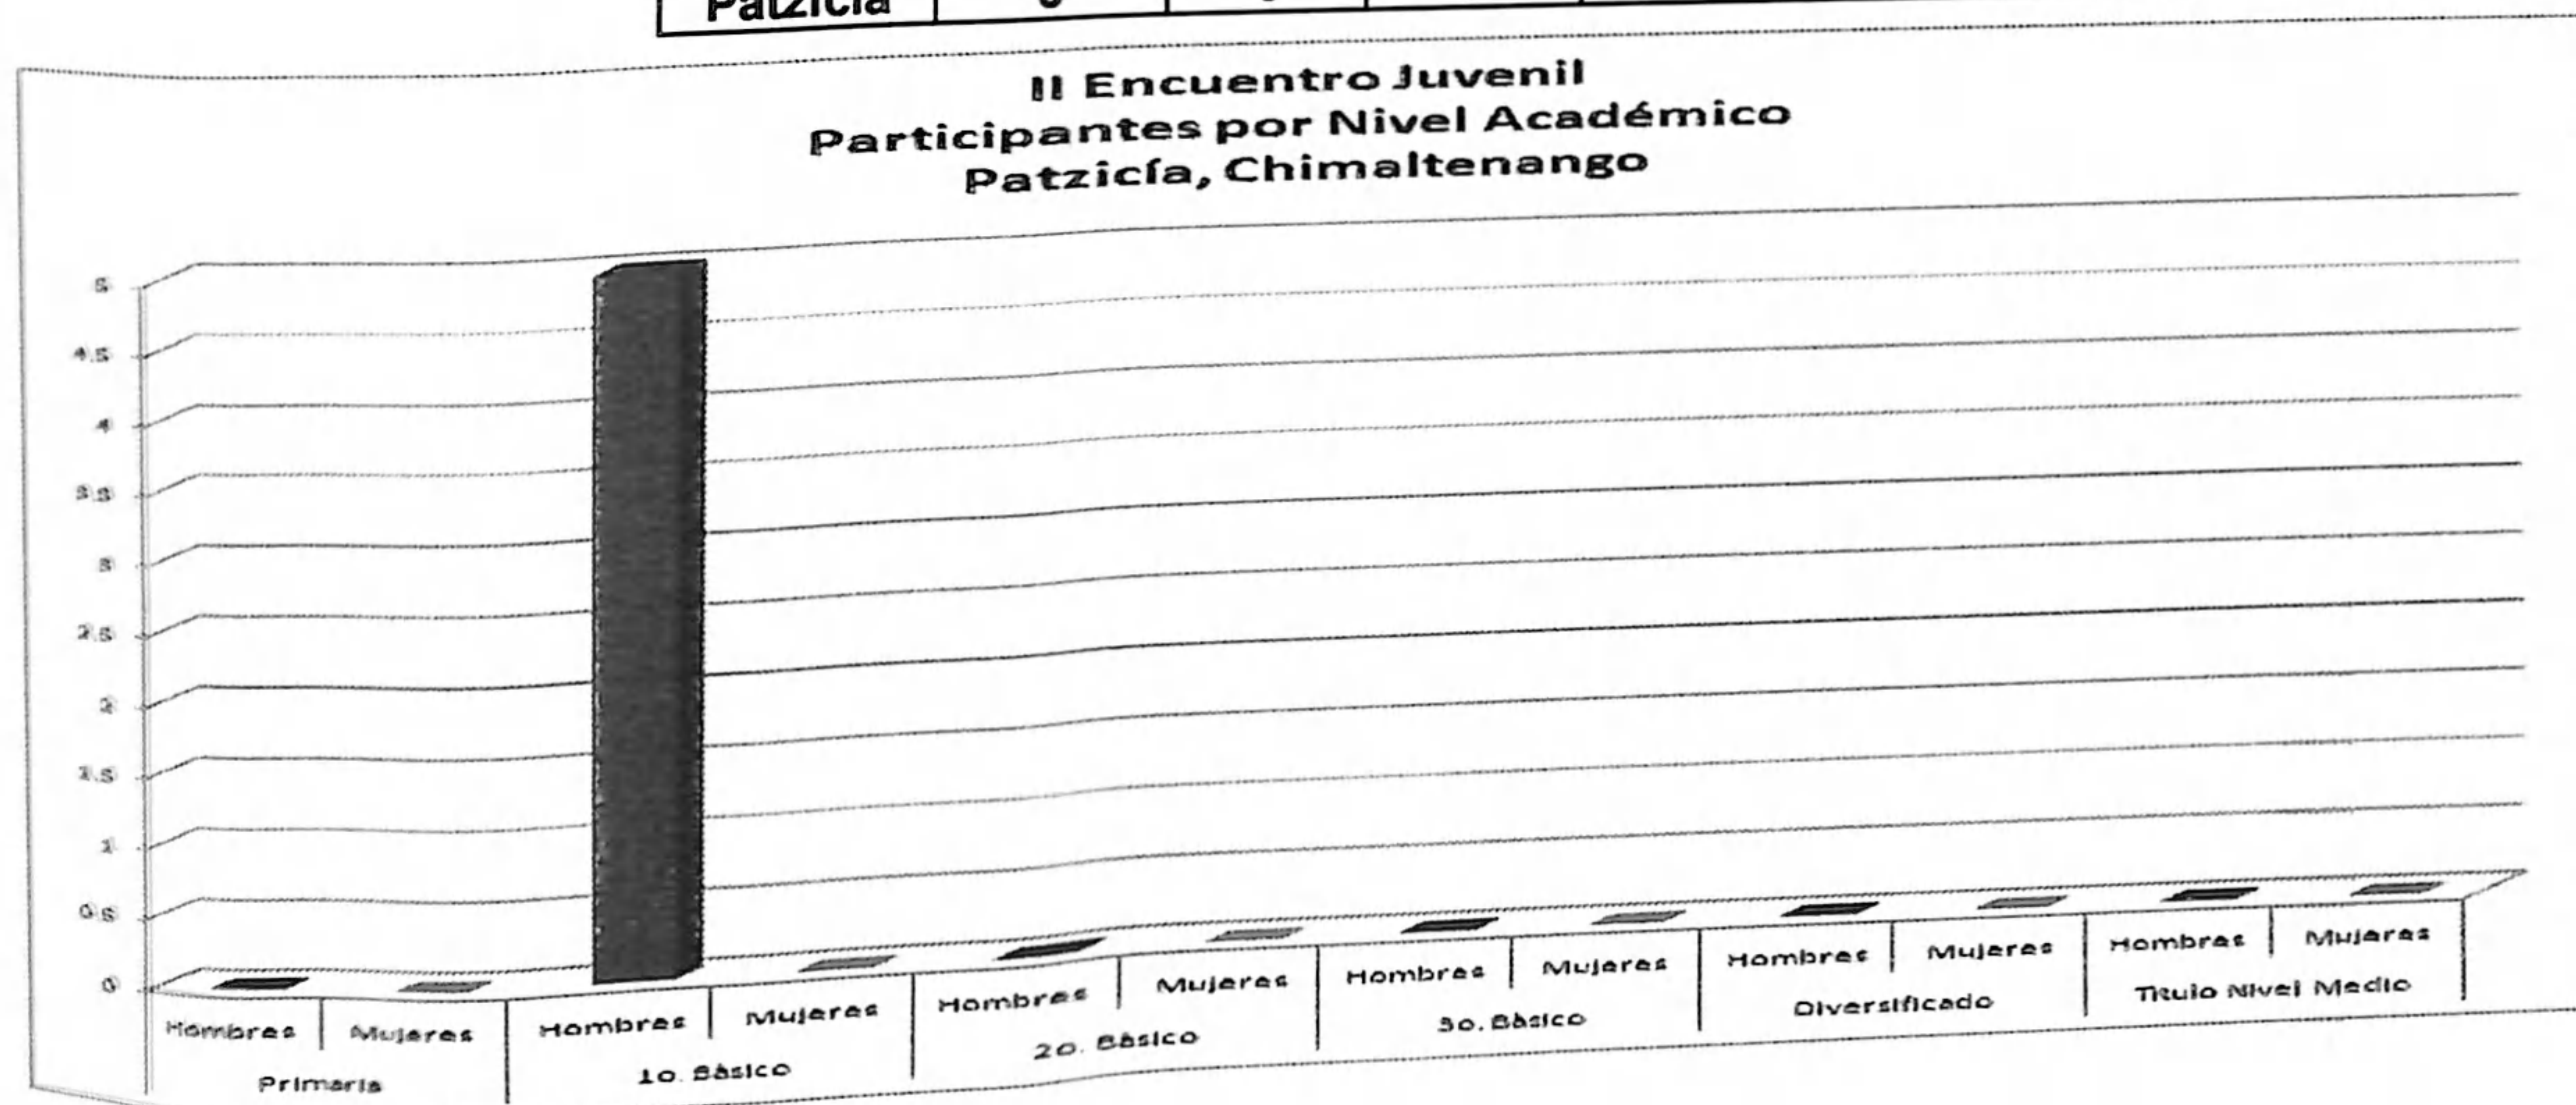 Patzicía
II Encuentro Juvenil
Participantes por Nivel Académico
Patzicía, Chimaltenango
5
4.5
4
3.5
3
2.5
2
1.5
1
0.5
0
Hombres Mujeres Hombres Mujeres Hombres Mujeres Hombres Mujeres Hombres Mujeres Hombres Mujeres
Primaria 1o. Básico 2o. Básico 3o. Básico Diversificado Título Nivel Medio